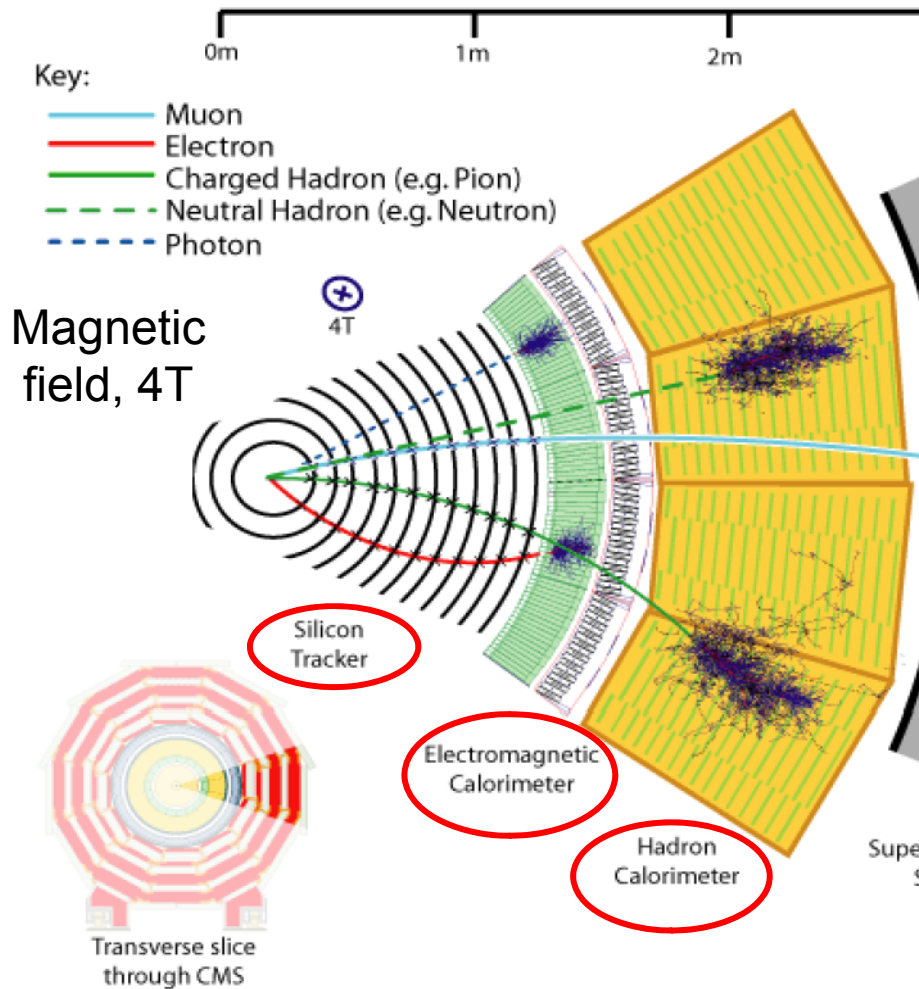 0m 1m 2m
Key:
Muon
Electron
Charged Hadron (e.g. Pion)
Neutral Hadron (e.g. Neutron)
Photon
4T
Magnetic
field, 4T
Silicon
Tracker
Electromagnetic
Calorimeter
Hadron
Calorimeter
Supe
S
Transverse slice
through CMS